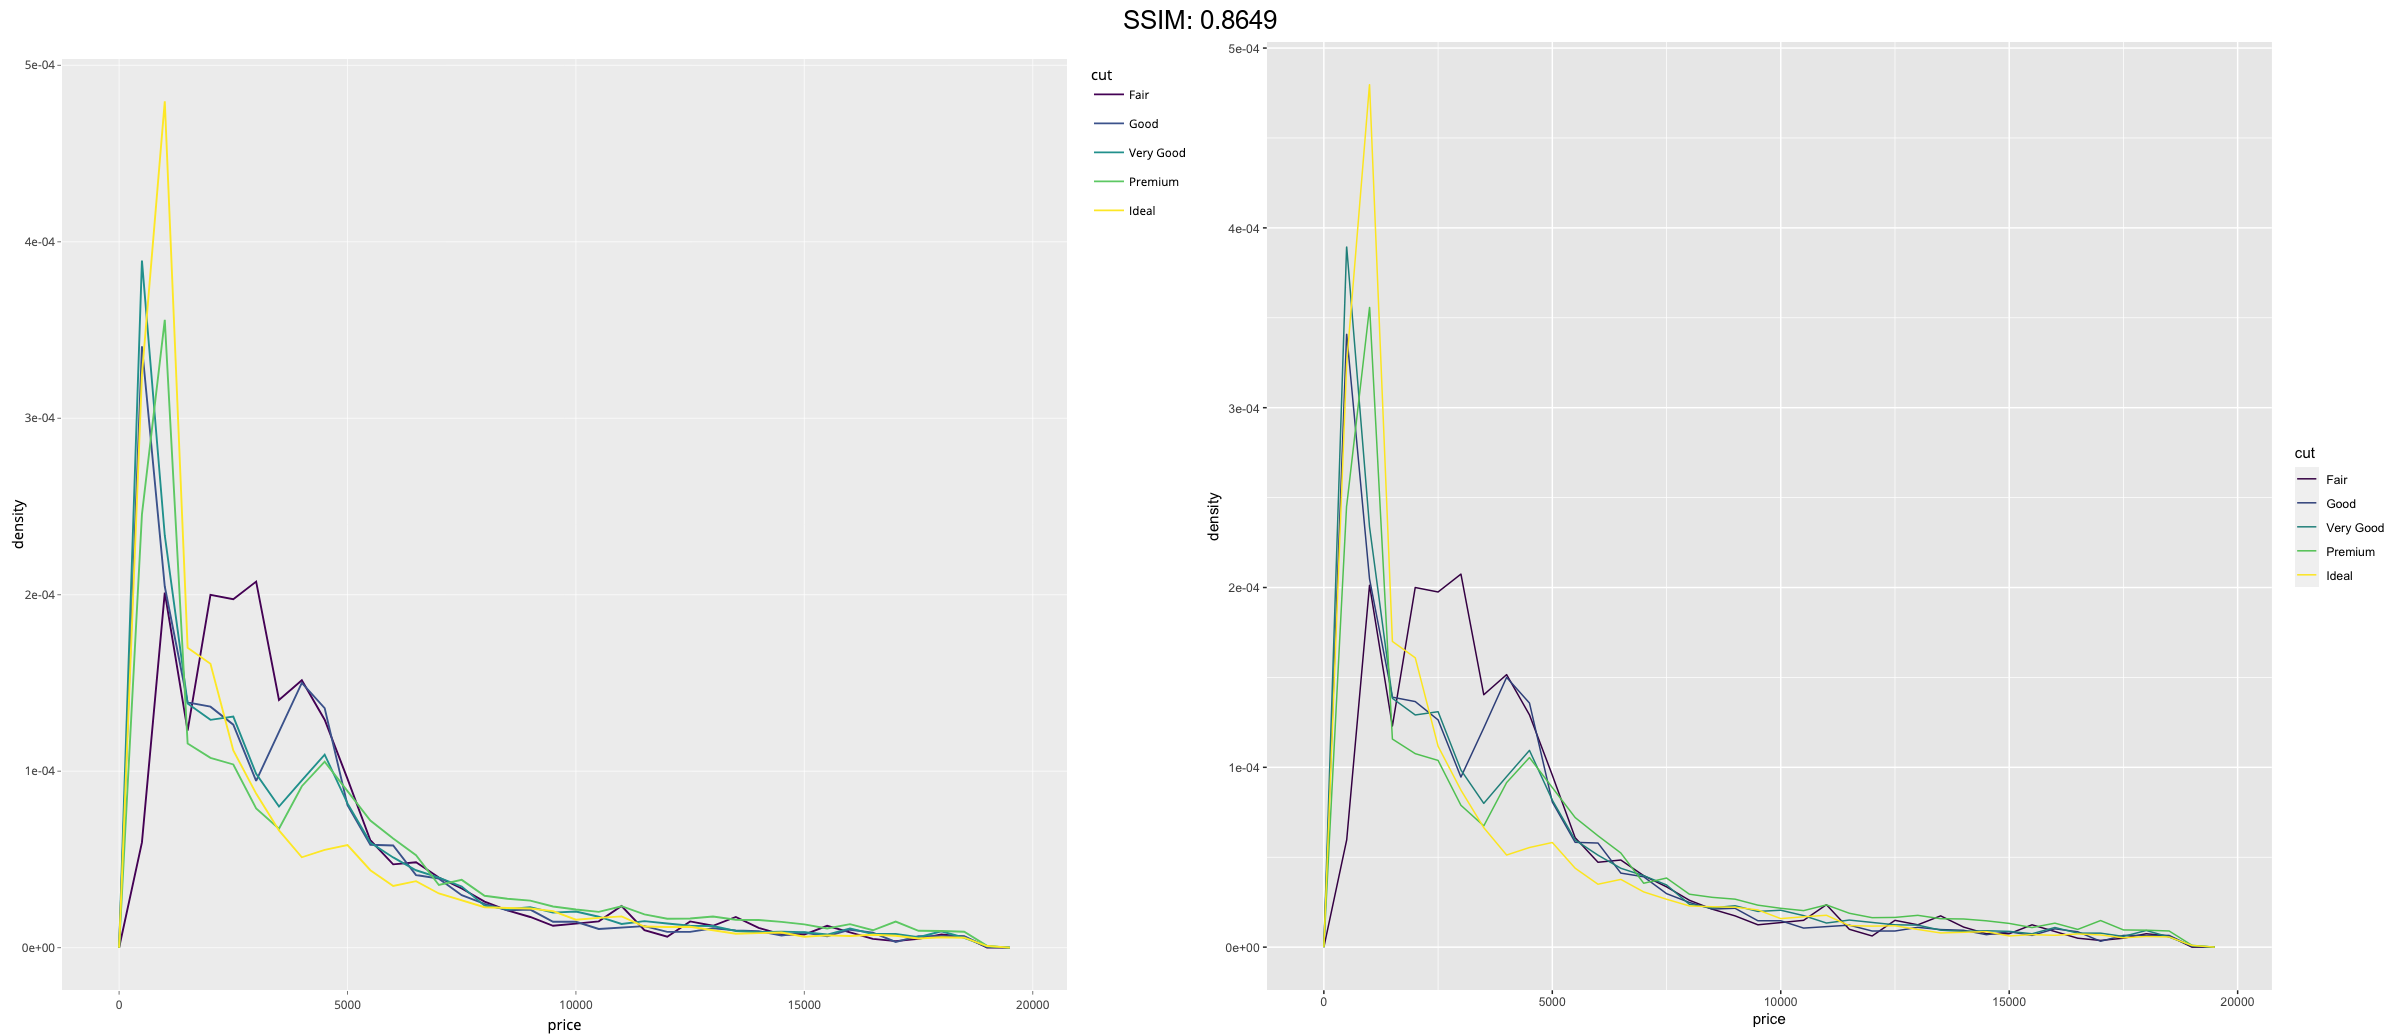 SSIM: 0.8649
5e-04
4e-04
3e-04
2e-04
1e-04
0e+00
density
0
5000
10000
15000
20000
price
cut
Fair
Good
Very Good
Premium
Ideal
5e-04
4e-04
3e-04
2e-04
1e-04
0e+00
density
0
5000
10000
15000
20000
price
cut
Fair
Good
Very Good
Premium
Ideal